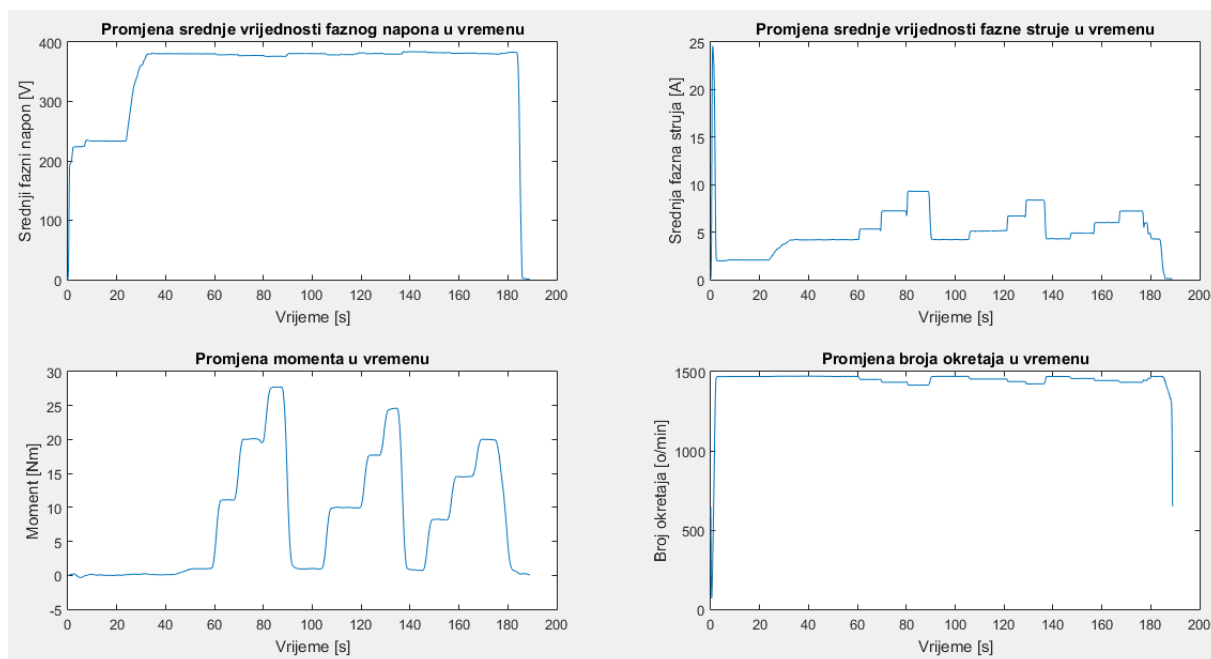 Promjena srednje vrijednosti faznog napona u vremenu
400
300
200
100
0
Srednji fazni napon [V]
0 20 40 60 80 100 120 140 160 180 200
Vrijeme [s]
Promjena srednje vrijednosti fazne struje u vremenu
25
20
15
10
5
0
Srednja fazna struja [A]
0 20 40 60 80 100 120 140 160 180 200
Vrijeme [s]
Promjena momenta u vremenu
30
25
20
15
10
5
0
-5
Moment [Nm]
0 20 40 60 80 100 120 140 160 180 200
Vrijeme [s]
Promjena broja okretaja u vremenu
1500
1000
500
0
Broj okretaja [o/min]
0 20 40 60 80 100 120 140 160 180 200
Vrijeme [s]